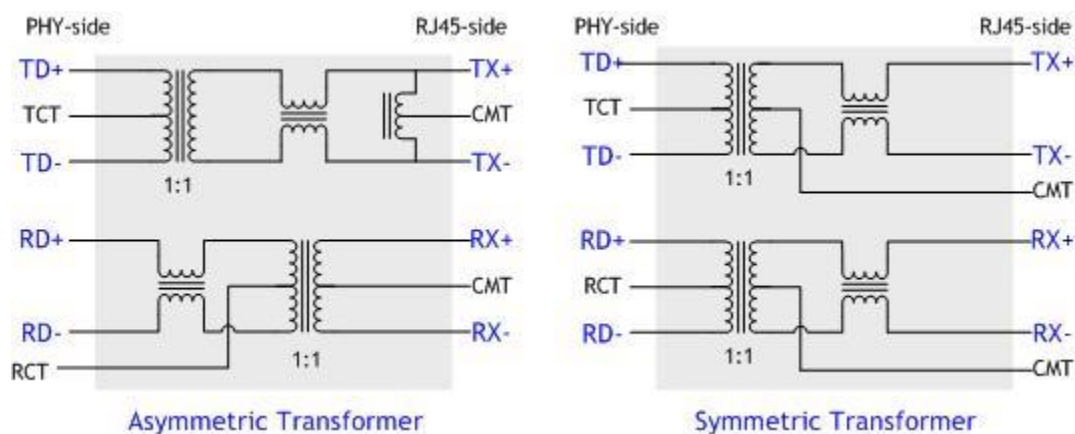 PHY-side
RJ45-side
TD+
TX+
TCT
CMT
TD-
TX-
1:1
RD+
RX+
CMT
RD-
RX-
RCT
1:1
Asymmetric Transformer
PHY-side
RJ45-side
TD+
TX+
TCT
TD-
TX-
1:1
CMT
RD+
RX+
RCT
RD-
RX-
1:1
CMT
Symmetric Transformer